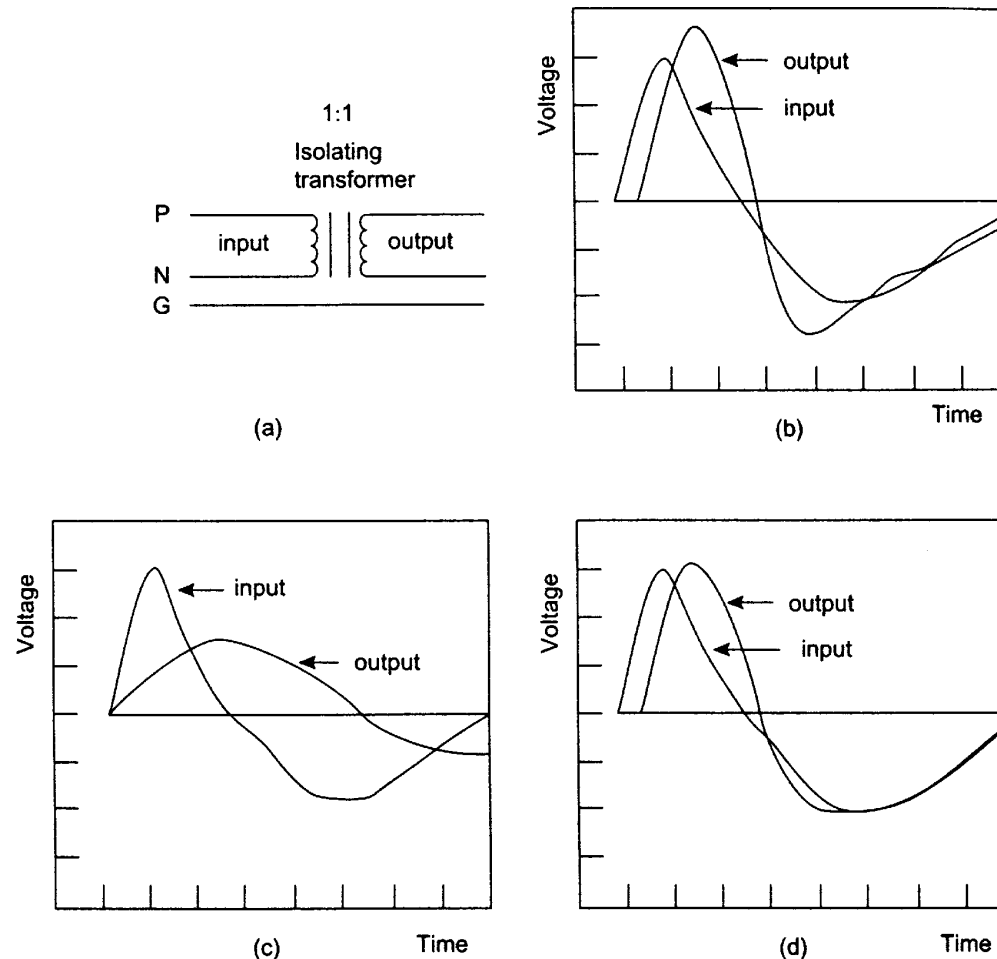 1:1
Isolating
transformer
P
input
output
N
G
(a)
Voltage
output
input
Time
(b)
Voltage
input
output
(c)
Time
Voltage
output
input
(d)
Time